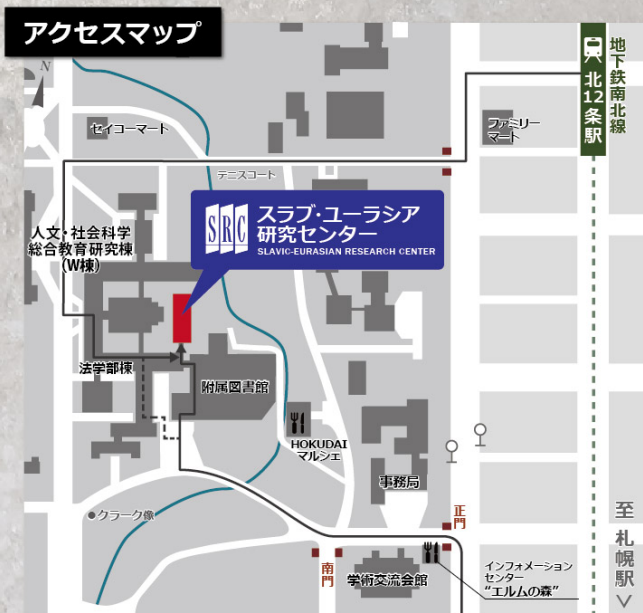 アクセスマップ
N
地下鉄南北線
北12条駅
セイコーマート
ファミリー
マート
テニスコート
SRC
スラブ・ユーラシア
研究センター
SLAVIC-EURASIAN RESEARCH CENTER
人文・社会科学
総合教育研究棟
(W棟)
法学部棟
附属図書館
HOKUDAI
マルシェ
事務局
クラーク像
正門
南門
学術交流会館
インフォメーション
センター
“エルムの森”
至札幌駅